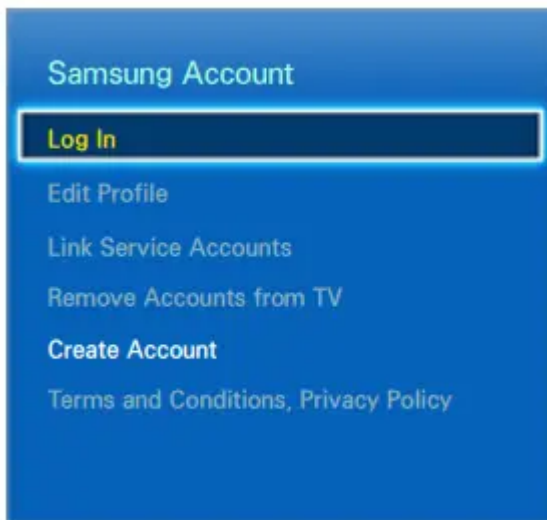 Samsung Account
Log In
Edit Profile
Link Service Accounts
Remove Accounts from TV
Create Account
Terms and Conditions, Privacy Policy